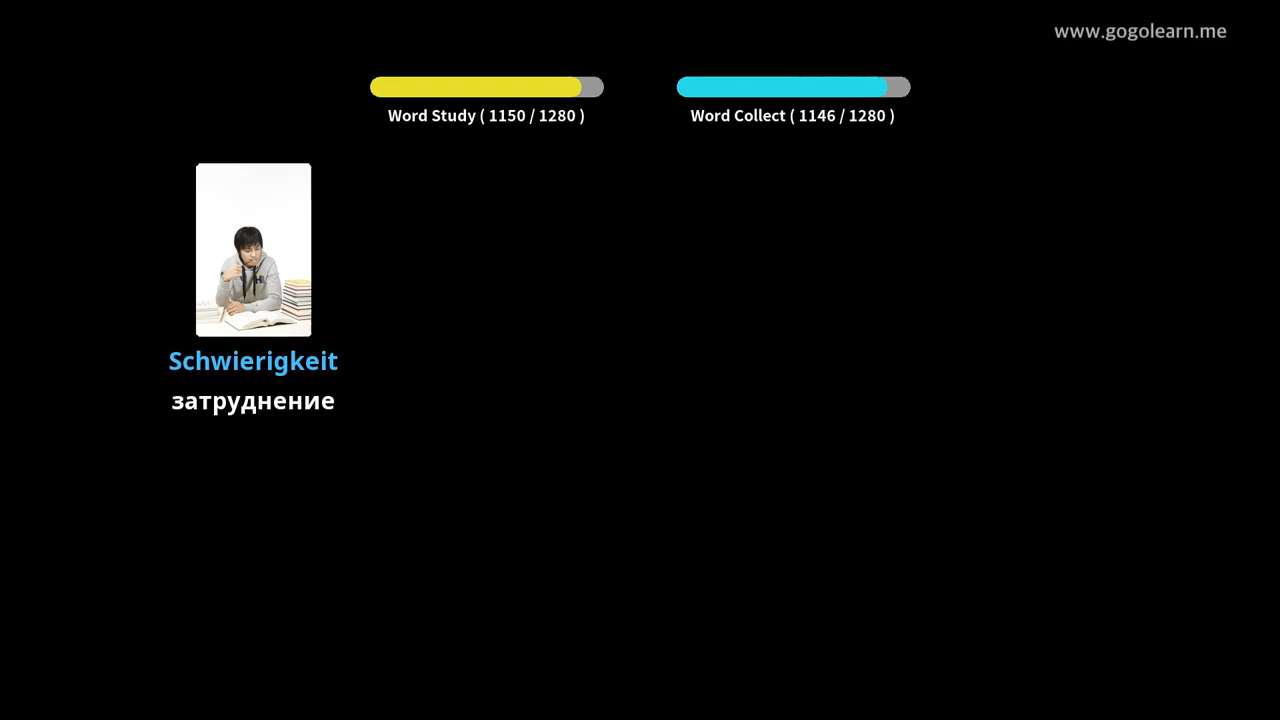 www.gogolearn.me
Word Study ( 1150 / 1280 )
Word Collect ( 1146 / 1280 )
Schwierigkeit
затруднение